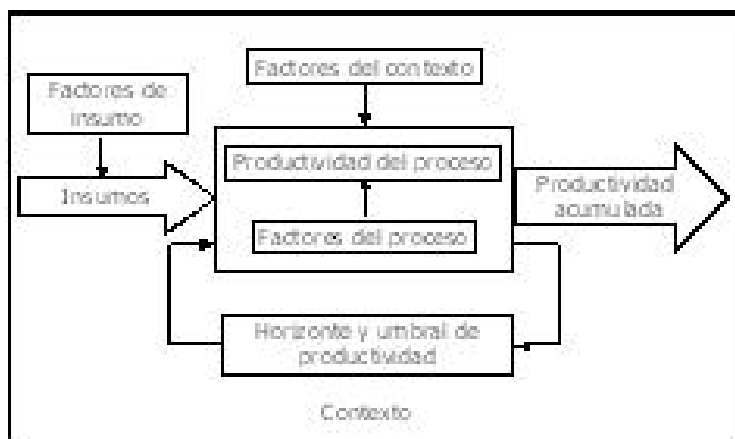 Factores del contexto
Factores de
insumo
Productividad del proceso
Insumos
Productividad
acumulada
Factores del proceso
Horizonte y umbral de
productividad
Contexto